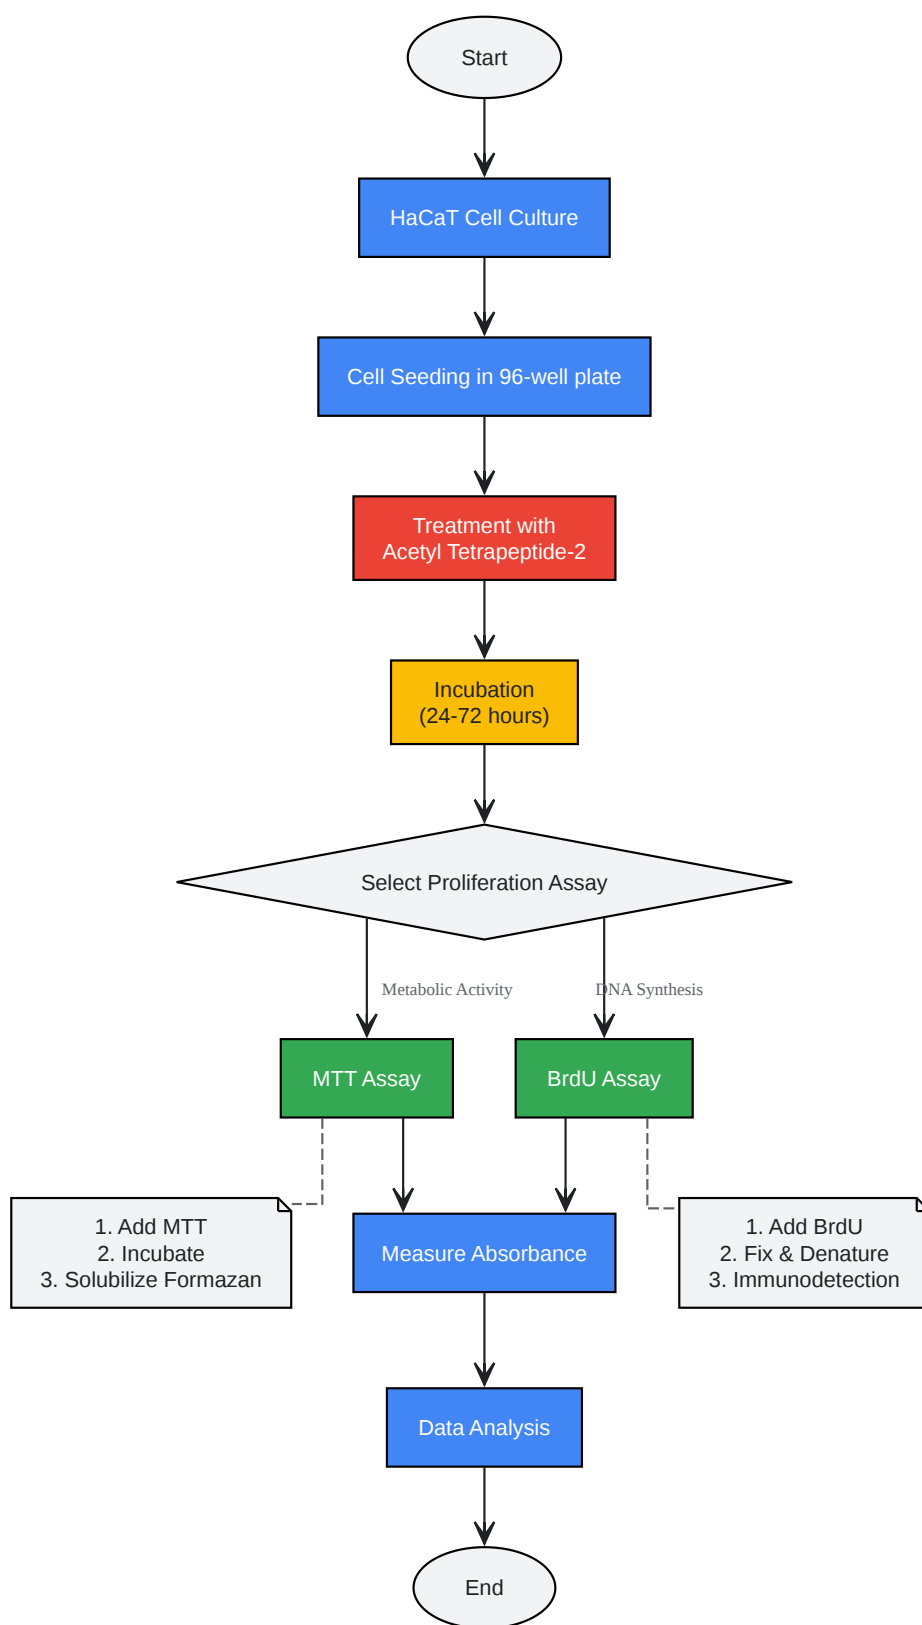 Start
HaCaT Cell Culture
Cell Seeding in 96-well plate
Treatment with
Acetyl Tetrapeptide-2
Incubation
(24-72 hours)
Select Proliferation Assay
Metabolic Activity
DNA Synthesis
MTT Assay
BrdU Assay
1. Add MTT
2. Incubate
3. Solubilize Formazan
Measure Absorbance
1. Add BrdU
2. Fix & Denature
3. Immunodetection
Data Analysis
End